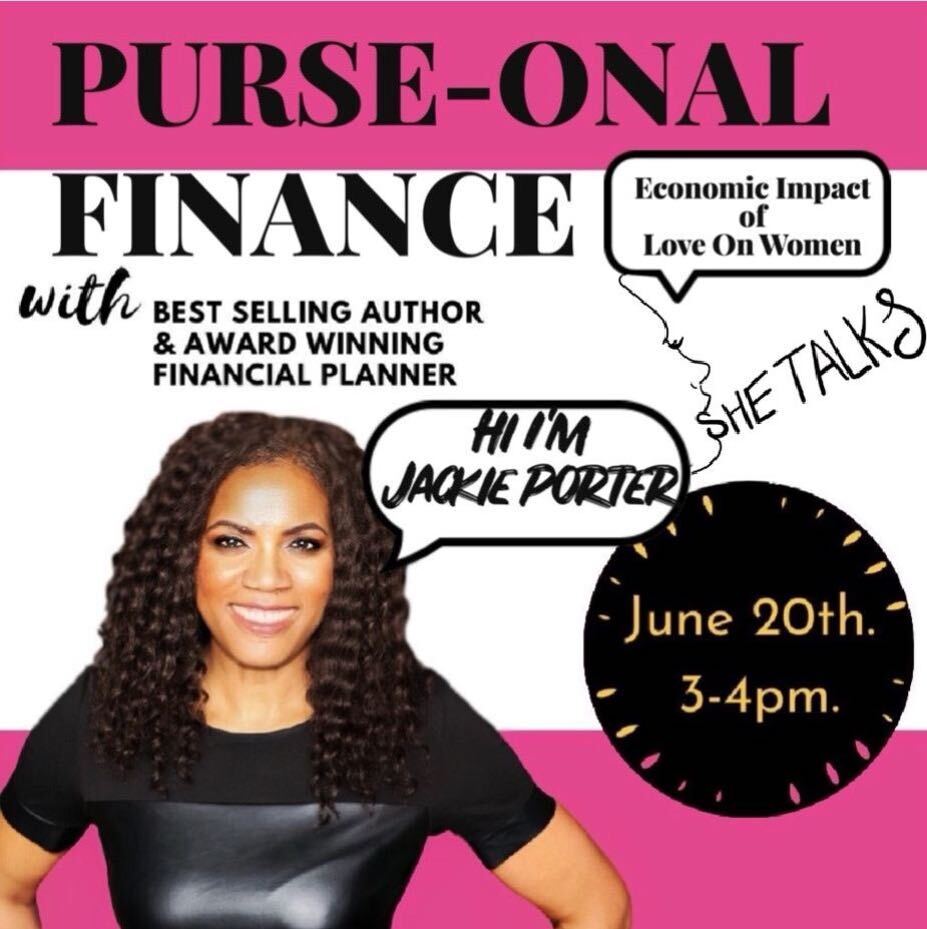 PURSE-ONAL
FINANCE
Economic Impact
of
Love On Women
with
BEST SELLING AUTHOR
& AWARD WINNING
FINANCIAL PLANNER
SHE TALKS
HI I'M
JACKIE PORTER
June 20th.
3-4pm.